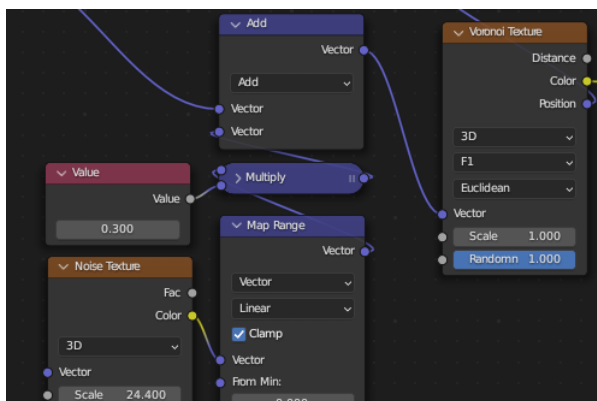 Add
Vector
Add
Vector
Vector
Value
Value
0.300
Multiply
Map Range
Vector
Vector
Linear
Clamp
Vector
From Min:
Noise Texture
Fac
Color
3D
Vector
Scale 24.400
Voronoi Texture
Distance
Color
Position
3D
F1
Euclidean
Vector
Scale 1.000
Randomn 1.000